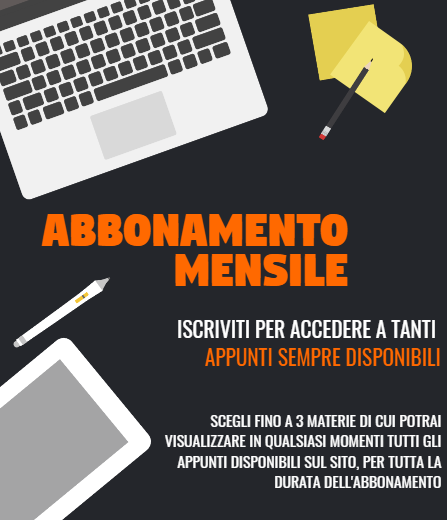 ABBONAMENTO
MENSILE
ISCRIVITI PER ACCEDERE A TANTI
APPUNTI SEMPRE DISPONIBILI
SCEGLI FINO A 3 MATERIE DI CUI POTRAI
VISUALIZZARE IN QUALSIASI MOMENTI TUTTI GLI
APPUNTI DISPONIBILI SUL SITO, PER TUTTA LA
DURATA DELL'ABBONAMENTO